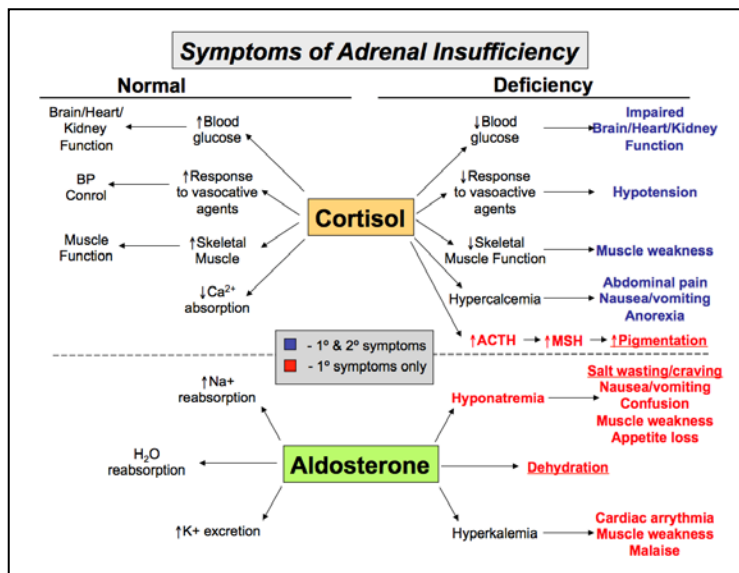 Symptoms of Adrenal Insufficiency
Normal
Deficiency
Brain/Heart/
Kidney
Function
↑Blood
glucose
↓Blood
glucose
Impaired
Brain/Heart/Kidney
Function
BP
Conrol
↑Response
to vasocative
agents
↓Response
to vasoactive
agents
Hypotension
Cortisol
Muscle
Function
↑Skeletal
Muscle
↓Skeletal
Muscle Function
Muscle weakness
↓Ca²⁺
absorption
Hypercalcemia
Abdominal pain
Nausea/vomiting
Anorexia
↑ACTH
↑MSH
↑Pigmentation
- 1º & 2º symptoms
- 1º symptoms only
↑Na+
reabsorption
Hyponatremia
Salt wasting/craving
Nausea/vomiting
Confusion
Muscle weakness
Appetite loss
H₂O
reabsorption
Aldosterone
Dehydration
↑K+ excretion
Hyperkalemia
Cardiac arrythmia
Muscle weakness
Malaise